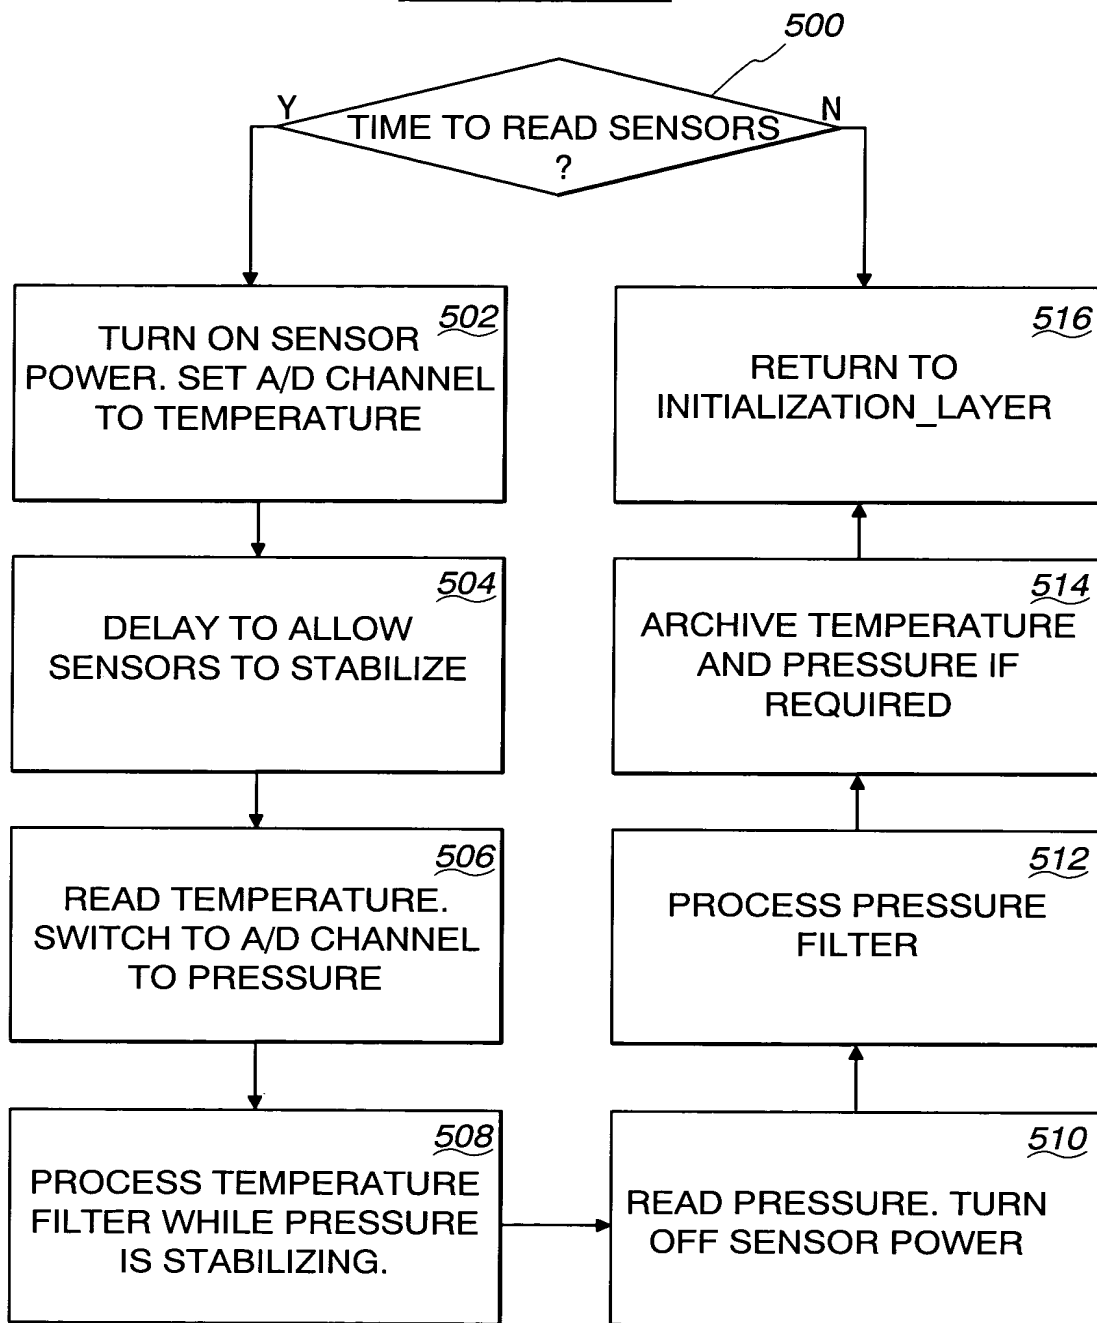 500
Y
N
TIME TO READ SENSORS
?
502
TURN ON SENSOR
POWER. SET A/D CHANNEL
TO TEMPERATURE
504
DELAY TO ALLOW
SENSORS TO STABILIZE
506
READ TEMPERATURE.
SWITCH TO A/D CHANNEL
TO PRESSURE
508
PROCESS TEMPERATURE
FILTER WHILE PRESSURE
IS STABILIZING.
510
READ PRESSURE. TURN
OFF SENSOR POWER
512
PROCESS PRESSURE
FILTER
514
ARCHIVE TEMPERATURE
AND PRESSURE IF
REQUIRED
516
RETURN TO
INITIALIZATION_LAYER